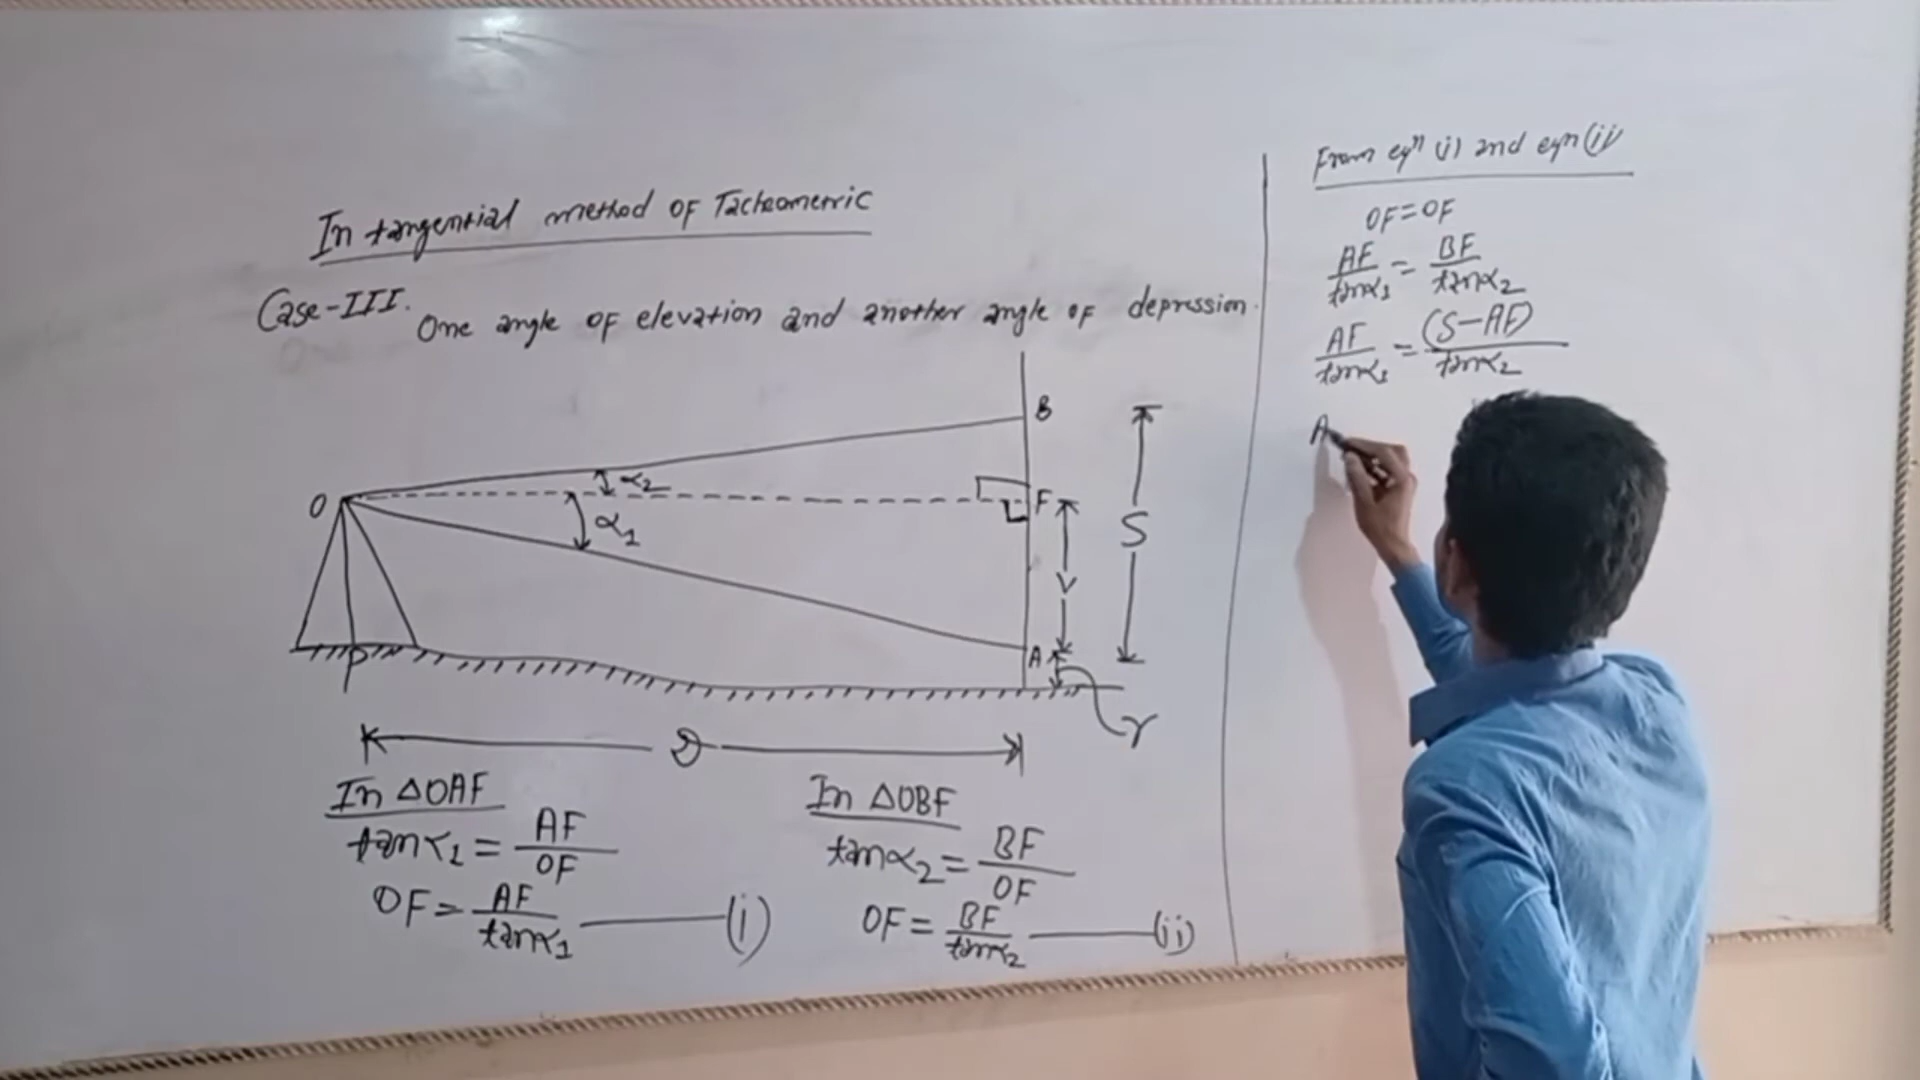 In tangential method of Tacheometric
Case-III. One angle of elevation and another angle of depression.
B
O
α2
F
α1
S
V
A
P
r
D
In △OAF
tanα1 = AF/OF
OF = AF/tanα1 (i)
In △OBF
tanα2 = BF/OF
OF = BF/tanα2 (ii)
From eqn (i) and eqn (ii)
OF = OF
AF/tanα1 = BF/tanα2
AF/tanα1 = (S-AF)/tanα2
A